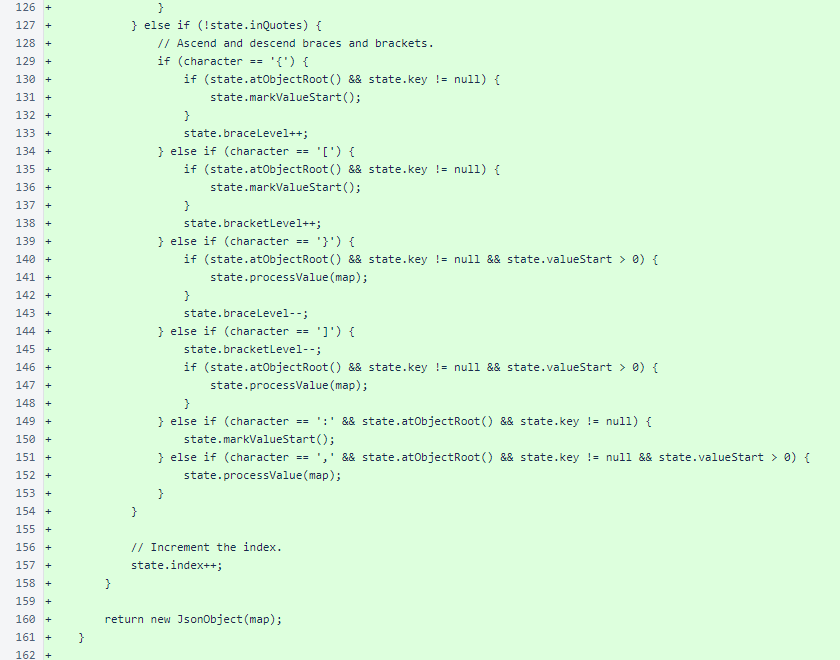 126 +                 }
127 +             } else if (!state.inQuotes) {
128 +                 // Ascend and descend braces and brackets.
129 +                 if (character == '{') {
130 +                     if (state.atObjectRoot() && state.key != null) {
131 +                         state.markValueStart();
132 +                     }
133 +                     state.braceLevel++;
134 +                 } else if (character == '[') {
135 +                     if (state.atObjectRoot() && state.key != null) {
136 +                         state.markValueStart();
137 +                     }
138 +                     state.bracketLevel++;
139 +                 } else if (character == '}') {
140 +                     if (state.atObjectRoot() && state.key != null && state.valueStart > 0) {
141 +                         state.processValue(map);
142 +                     }
143 +                     state.braceLevel--;
144 +                 } else if (character == ']') {
145 +                     state.bracketLevel--;
146 +                     if (state.atObjectRoot() && state.key != null && state.valueStart > 0) {
147 +                         state.processValue(map);
148 +                     }
149 +                 } else if (character == ':' && state.atObjectRoot() && state.key != null) {
150 +                     state.markValueStart();
151 +                 } else if (character == ',' && state.atObjectRoot() && state.key != null && state.valueStart > 0) {
152 +                     state.processValue(map);
153 +                 }
154 +             }
155 +
156 +             // Increment the index.
157 +             state.index++;
158 +         }
159 +
160 +         return new JsonObject(map);
161 +     }
162 +